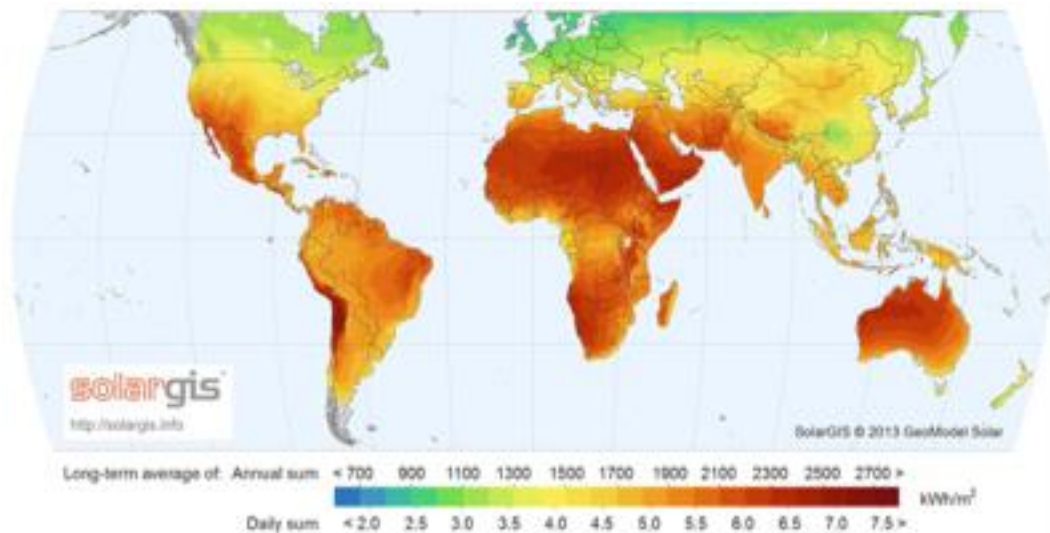 solargis
http://solargis.info
SolarGIS © 2013 GeoModel Solar
Long-term average of: Annual sum < 700 900 1100 1300 1500 1700 1900 2100 2300 2500 2700 >
kWh/m²
Daily sum < 2.0 2.5 3.0 3.5 4.0 4.5 5.0 5.5 6.0 6.5 7.0 7.5 >